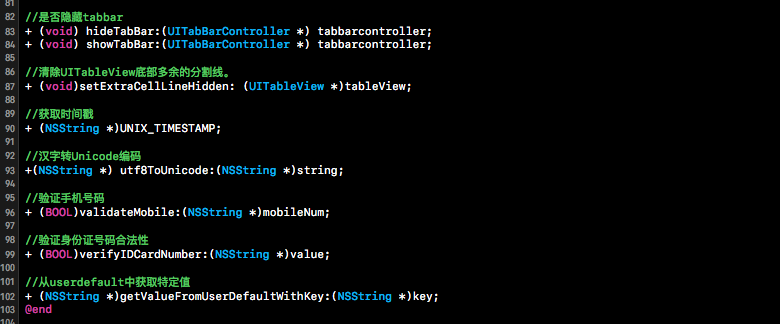 81
82 //是否隐藏tabbar
83 + (void) hideTabBar:(UITabBarController *) tabbarcontroller;
84 + (void) showTabBar:(UITabBarController *) tabbarcontroller;
85
86 //清除UITableView底部多余的分割线。
87 + (void)setExtraCellLineHidden: (UITableView *)tableView;
88
89 //获取时间戳
90 + (NSString *)UNIX_TIMESTAMP;
91
92 //汉字转Unicode编码
93 +(NSString *) utf8ToUnicode:(NSString *)string;
94
95 //验证手机号码
96 + (BOOL)validateMobile:(NSString *)mobileNum;
97
98 //验证身份证号码合法性
99 + (BOOL)verifyIDCardNumber:(NSString *)value;
100
101 //从userdefault中获取特定值
102 + (NSString *)getValueFromUserDefaultWithKey:(NSString *)key;
103 @end
104